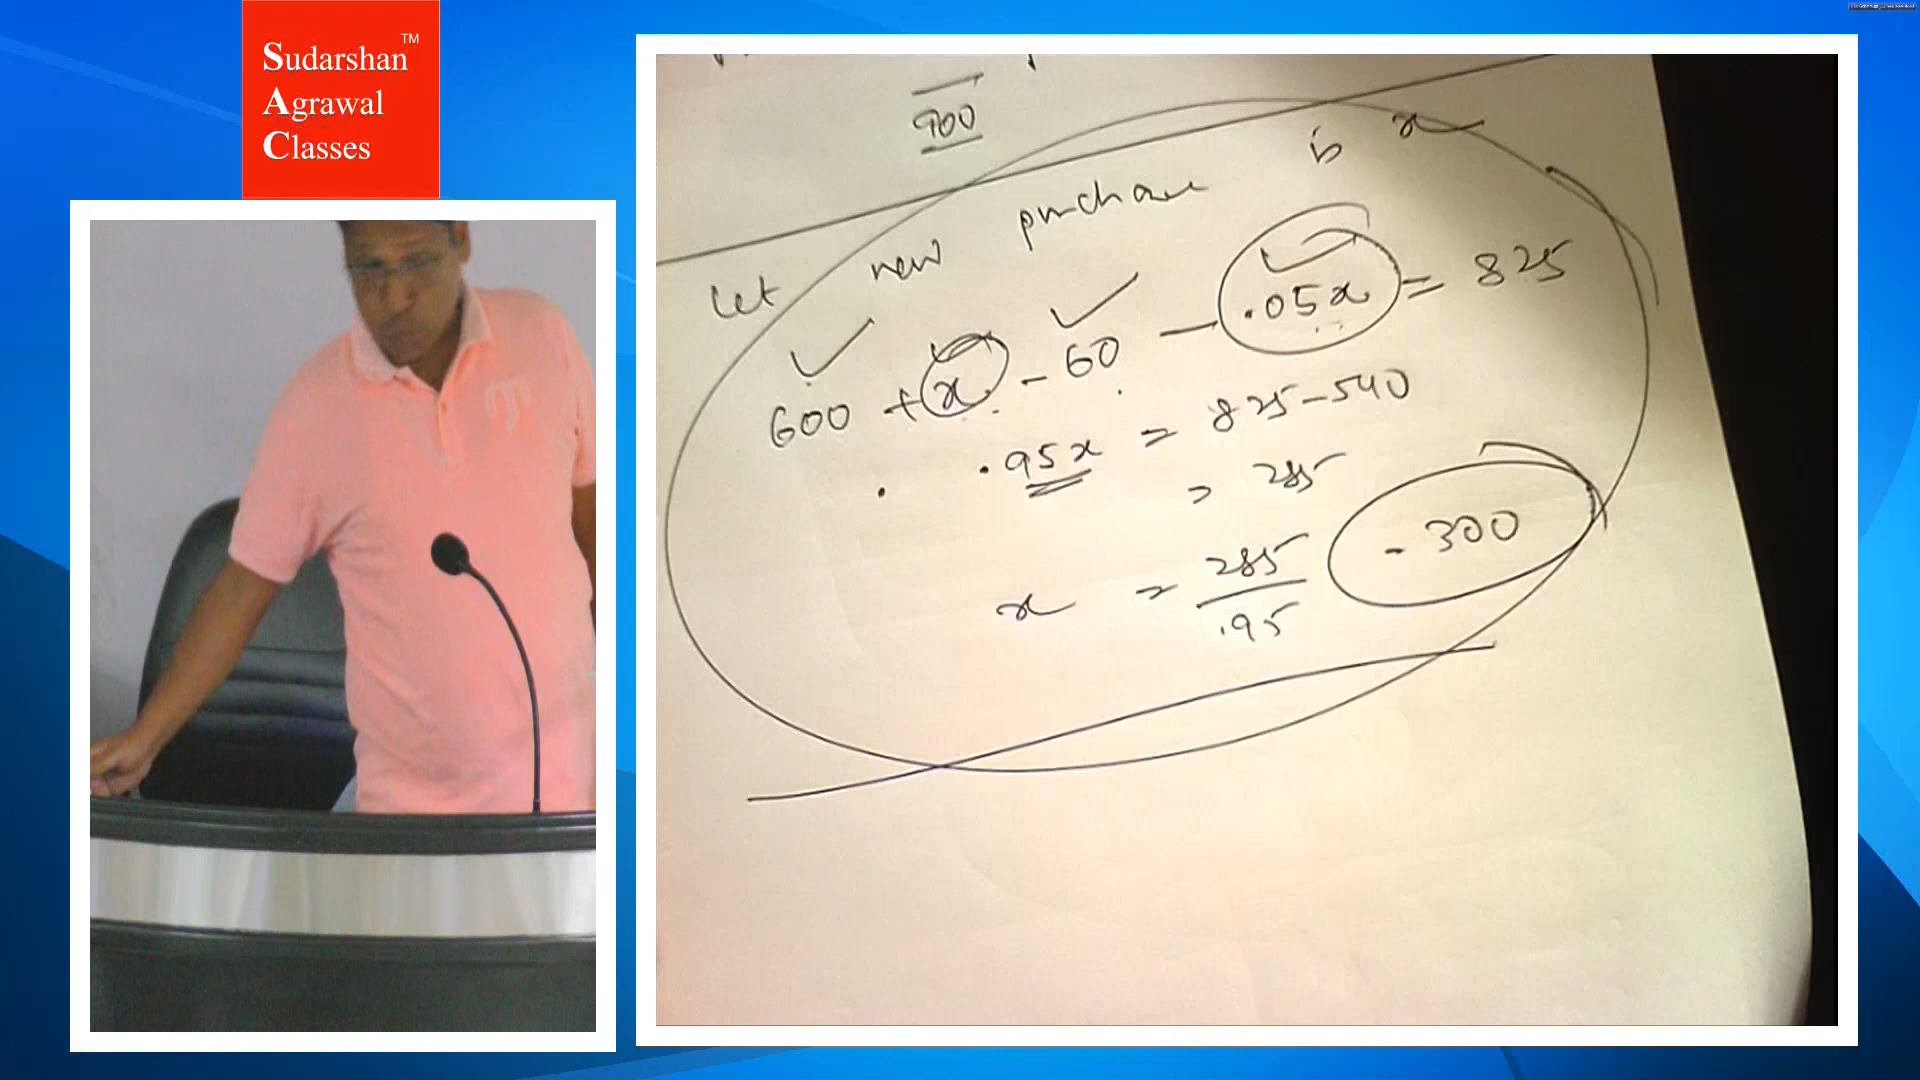 Sudarshan™
Agrawal
Classes
900
Let new purchase is x
600 + x - 60 - .05x = 825
.95x = 825-540
= 285
x = 285/.95 - 300